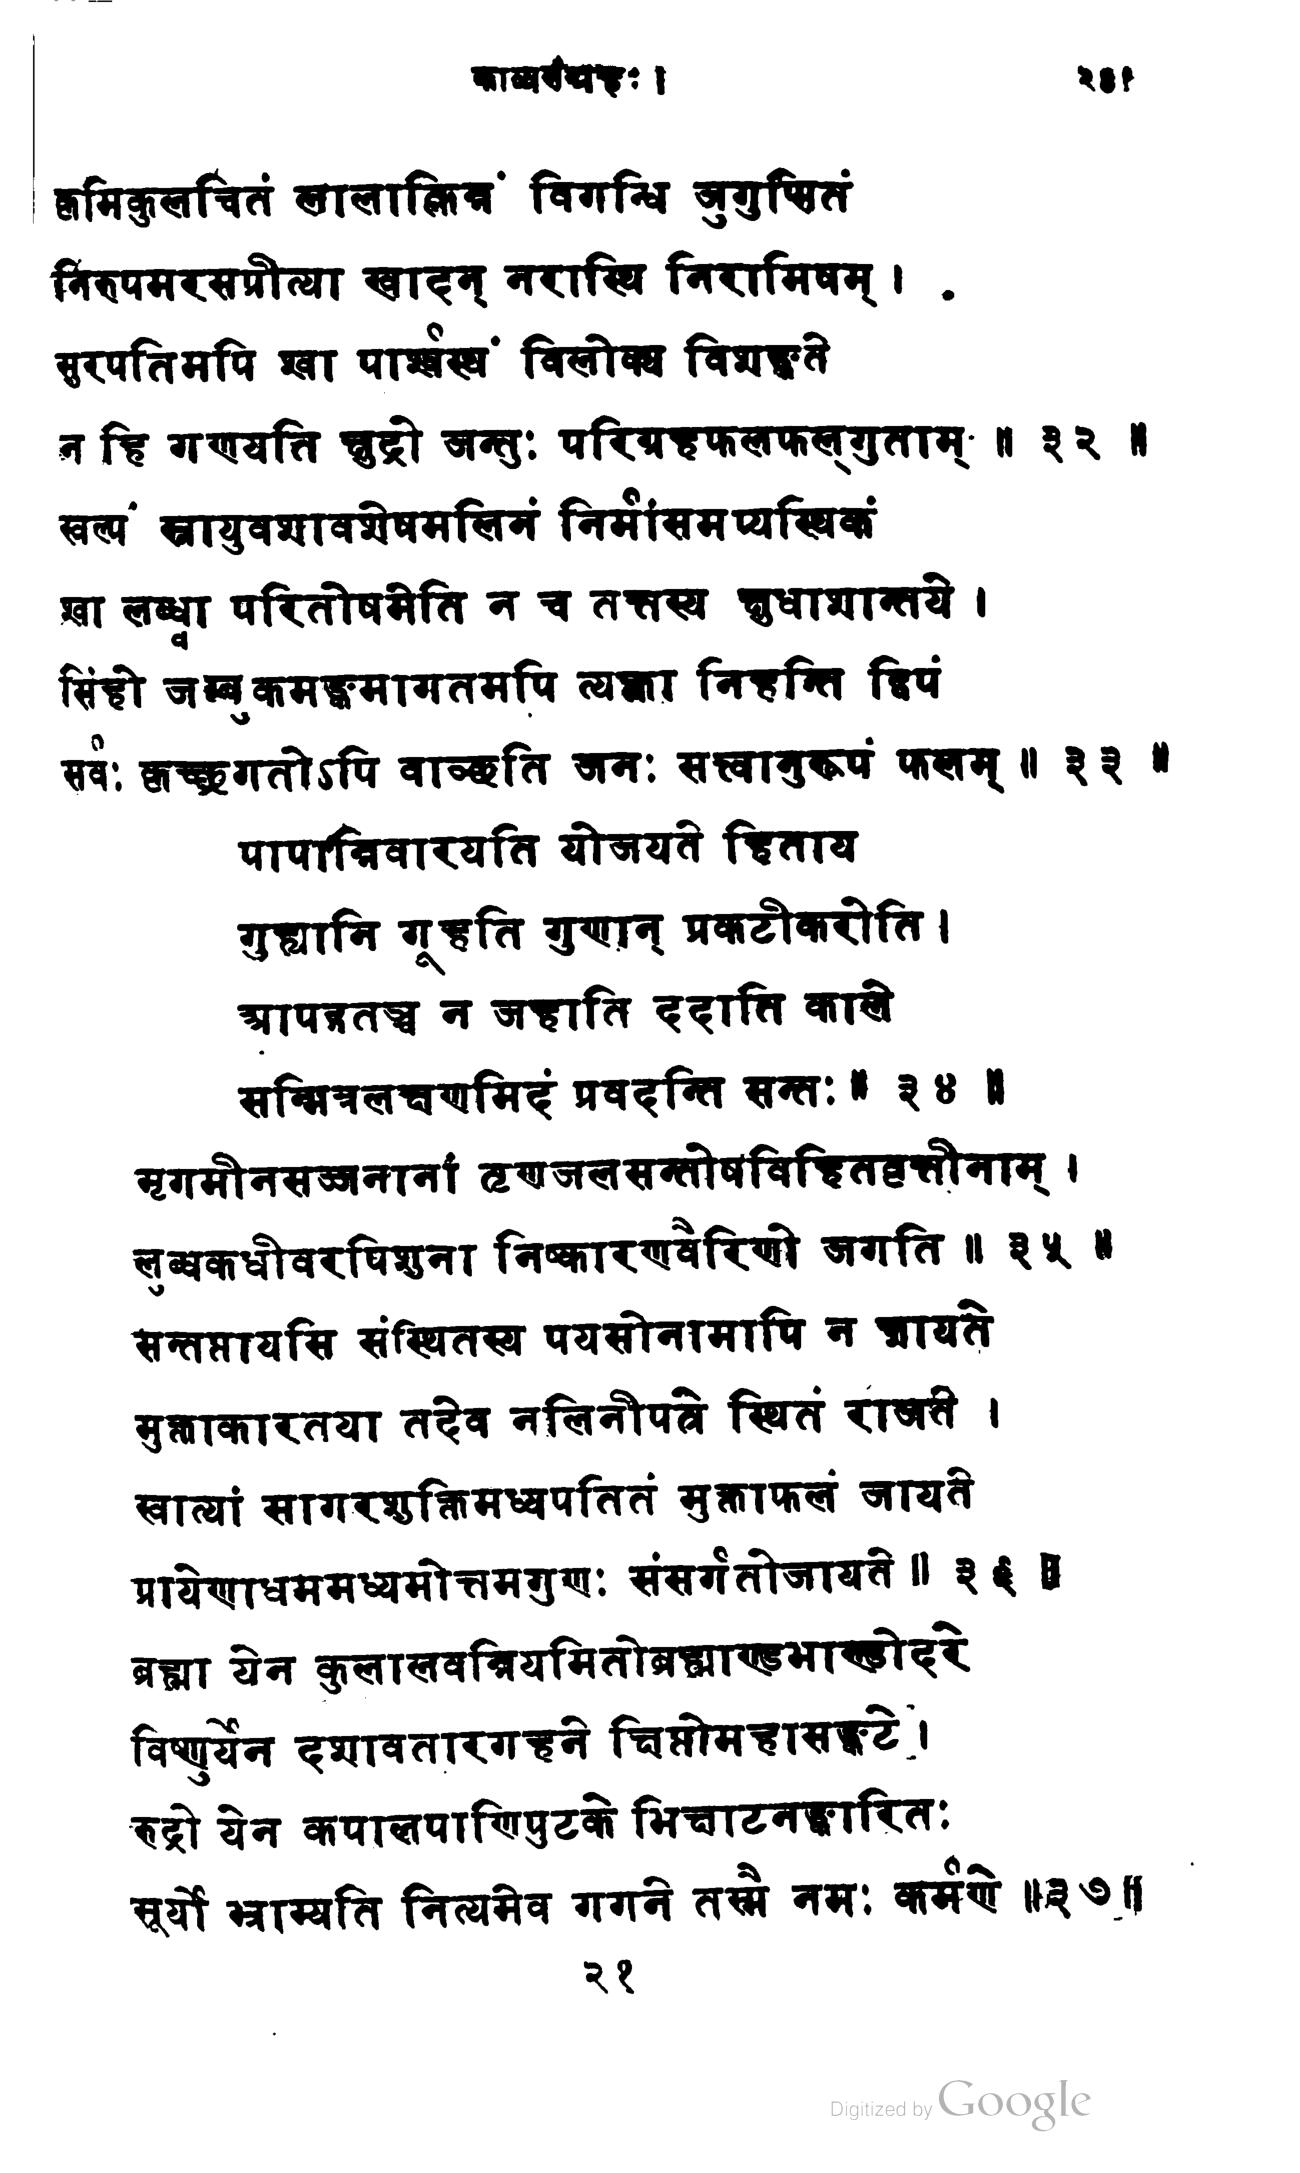 काव्यसंग्रहः । २४१
कृमिकुलचितं लालाक्लिन्नं विगन्धि जुगुप्सितं
निरुपमरसप्रीत्या खादन् नरास्थि निरामिषम् ।
सुरपतिमपि श्वा पार्श्वस्थं विलोक्य विशङ्कते
न हि गणयति क्षुद्रो जन्तुः परिग्रहफलफल्गुताम् ॥ ३२ ॥
स्वल्पं स्नायुवशावशेषमलिनं निर्मांसमप्यस्थिकं
श्वा लब्ध्वा परितोषमेति न च तत्तस्य क्षुधाशान्तये ।
सिंहो जम्बुकमङ्कमागतमपि त्यक्त्वा निहन्ति द्विपं
सर्वः कृच्छ्रगतोऽपि वाञ्छति जनः सत्त्वानुरूपं फलम् ॥ ३३ ॥
पापान्निवारयति योजयते हिताय
गुह्यानि गूहति गुणान् प्रकटीकरोति ।
आपद्गतञ्च न जहाति ददाति काले
सन्मित्रलक्षणमिदं प्रवदन्ति सन्तः ॥ ३४ ॥
मृगमीनसज्जनानां तृणजलसन्तोषविहितवृत्तीनाम् ।
लुब्धकधीवरपिशुना निष्कारणवैरिणो जगति ॥ ३५ ॥
सन्तप्तायसि संस्थितस्य पयसोनामापि न ज्ञायते
मुक्ताकारतया तदेव नलिनीपत्रे स्थितं राजते ।
स्वात्यां सागरशुक्तिमध्यपतितं मुक्ताफलं जायते
प्रायेणाधममध्यमोत्तमगुणः संसर्गतोजायते ॥ ३६ ॥
ब्रह्मा येन कुलालवन्नियमितोब्रह्माण्डभाण्डोदरे
विष्णुर्येन दशावतारगहने क्षिप्तोमहासङ्कटे ।
रुद्रो येन कपालपाणिपुटके भिक्षाटनङ्कारितः
सूर्यो भ्राम्यति नित्यमेव गगने तस्मै नमः कर्मणे ॥ ३७ ॥
२१
Digitized by Google